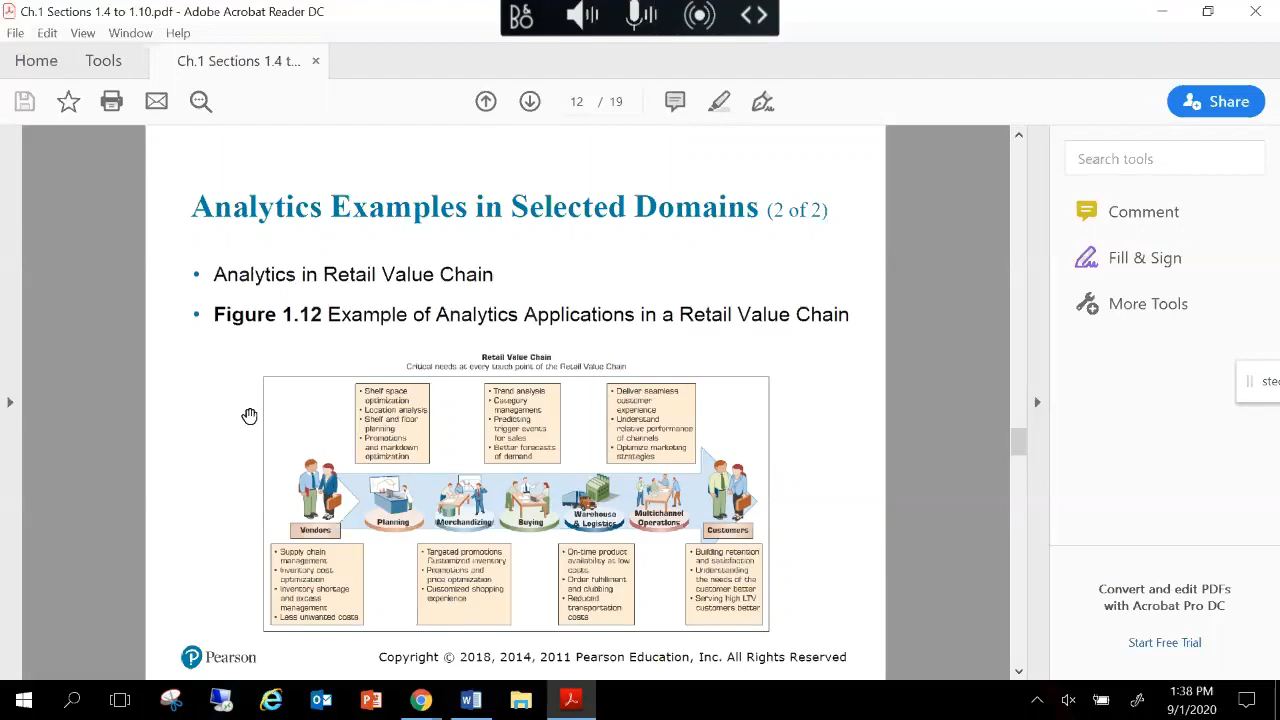 Ch.1 Sections 1.4 to 1.10.pdf - Adobe Acrobat Reader DC
File Edit View Window Help
Home Tools Ch.1 Sections 1.4 t... ×
12 / 19
Share
Search tools
Comment
Fill & Sign
More Tools
stec
Convert and edit PDFs
with Acrobat Pro DC
Start Free Trial
Analytics Examples in Selected Domains (2 of 2)
• Analytics in Retail Value Chain
• Figure 1.12 Example of Analytics Applications in a Retail Value Chain
Retail Value Chain
Critical needs at every touch point of the Retail Value Chain
• Shelf space
optimization
• Location analysis
• Shelf and floor
planning
• Promotions
and markdown
optimization
• Trend analysis
• Category
management
• Predicting
trigger events
for sales
• Better forecasts
of demand
• Deliver seamless
customer
experience
• Understand
relative performance
of channels
• Optimize marketing
strategies
Vendors
Planning
Merchandizing
Buying
Warehouse
& Logistics
Multichannel
Operations
Customers
• Supply chain
management
• Inventory cost
optimization
• Inventory shortage
and excess
management
• Less unwanted costs
• Targeted promotions
Customized inventory
• Promotions and
price optimization
• Customized shopping
experience
• On-time product
availability at low
costs
• Order fulfillment
and clubbing
• Reduced
transportation
costs
• Building retention
and satisfaction
• Understanding
the needs of the
customer better
• Serving high LTV
customers better
Pearson
Copyright © 2018, 2014, 2011 Pearson Education, Inc. All Rights Reserved
1:38 PM
9/1/2020